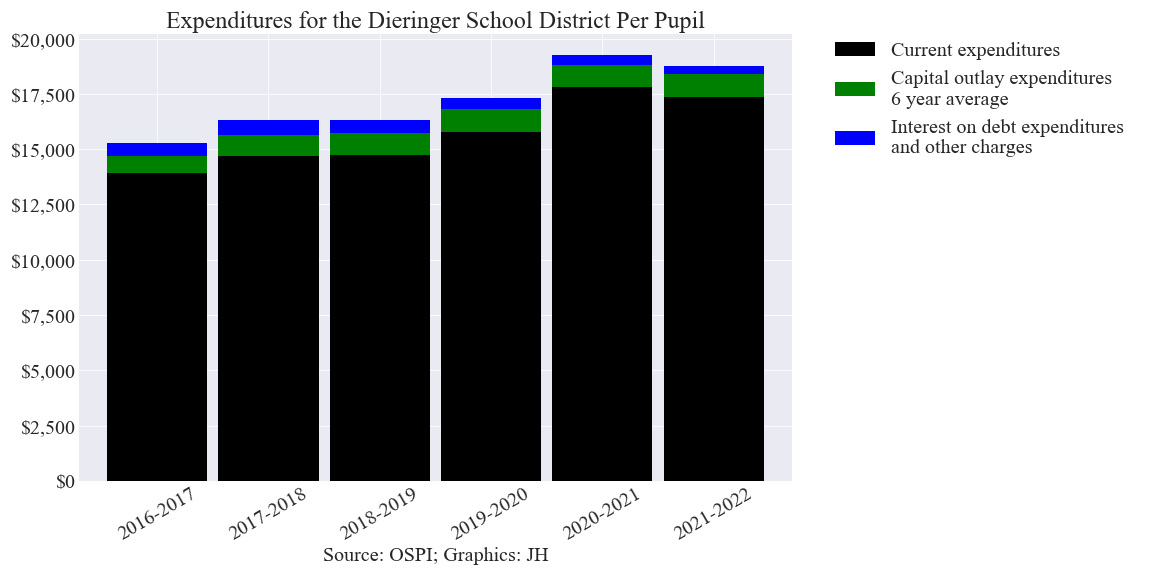 Expenditures for the Dieringer School District Per Pupil
$20,000
$17,500
$15,000
$12,500
$10,000
$7,500
$5,000
$2,500
$0
2016-2017
2017-2018
2018-2019
2019-2020
2020-2021
2021-2022
Source: OSPI; Graphics: JH
Current expenditures
Capital outlay expenditures
6 year average
Interest on debt expenditures
and other charges